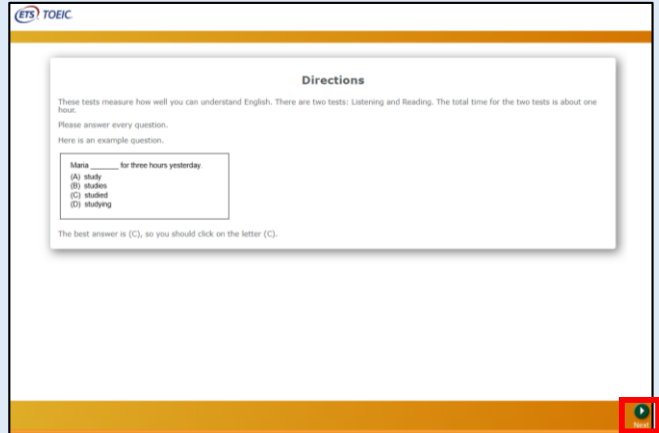 ETS TOEIC.
Directions
These tests measure how well you can understand English. There are two tests: Listening and Reading. The total time for the two tests is about one
hour.
Please answer every question.
Here is an example question.
Maria ______ for three hours yesterday.
(A) study
(B) studies
(C) studied
(D) studying
The best answer is (C), so you should click on the letter (C).
Next